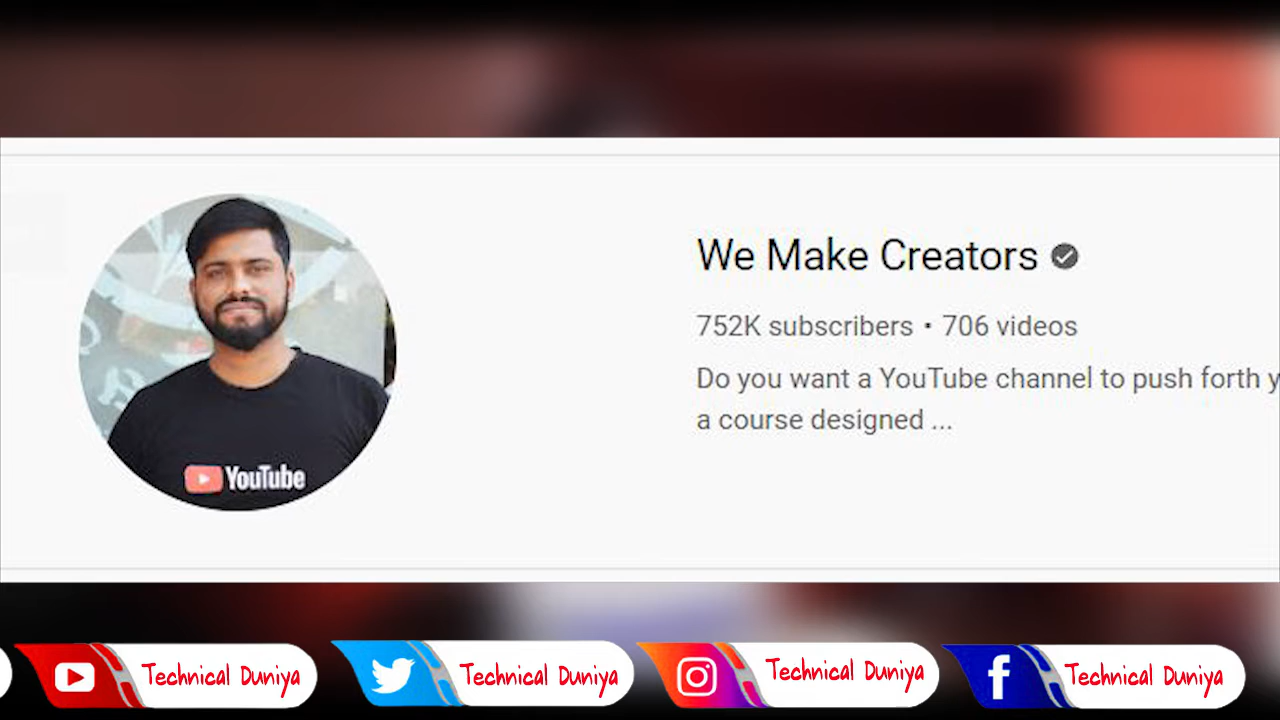 We Make Creators
752K subscribers • 706 videos
Do you want a YouTube channel to push forth y
a course designed ...
YouTube
Technical Duniya
Technical Duniya
Technical Duniya
Technical Duniya